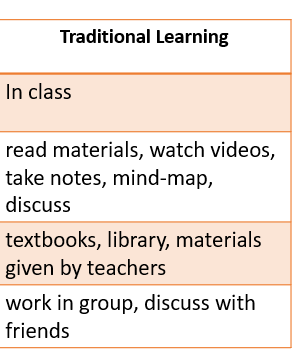 Traditional Learning
In class
read materials, watch videos,
take notes, mind-map,
discuss
textbooks, library, materials
given by teachers
work in group, discuss with
friends